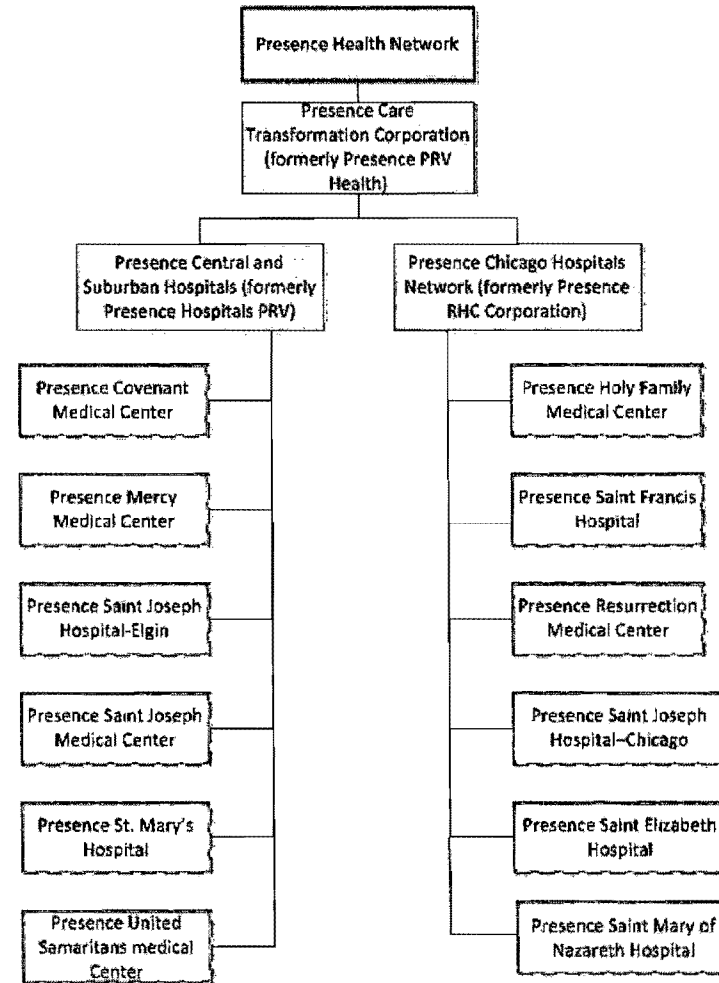 Presence Health Network
Presence Care
Transformation Corporation
(formerly Presence PRV
Health)
Presence Central and
Suburban Hospitals (formerly
Presence Hospitals PRV)
Presence Chicago Hospitals
Network (formerly Presence
RHC Corporation)
Presence Covenant
Medical Center
Presence Mercy
Medical Center
Presence Saint Joseph
Hospital-Elgin
Presence Saint Joseph
Medical Center
Presence St. Mary's
Hospital
Presence United
Samaritans medical
Center
Presence Holy Family
Medical Center
Presence Saint Francis
Hospital
Presence Resurrection
Medical Center
Presence Saint Joseph
Hospital–Chicago
Presence Saint Elizabeth
Hospital
Presence Saint Mary of
Nazareth Hospital